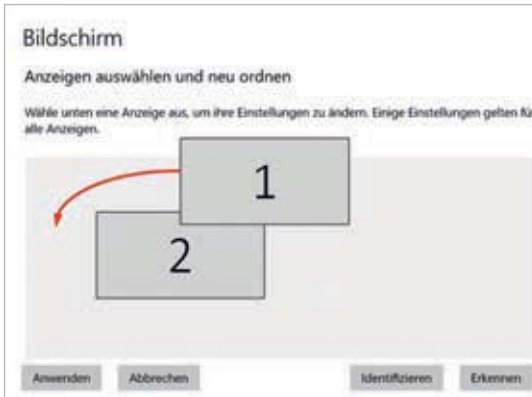 Bildschirm
Anzeigen auswählen und neu ordnen
Wähle unten eine Anzeige aus, um ihre Einstellungen zu ändern. Einige Einstellungen gelten fü
alle Anzeigen.
1
2
Anwenden Abbrechen Identifizieren Erkennen